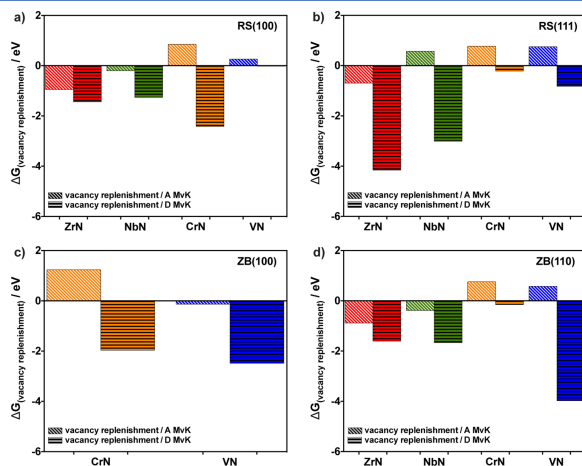 a)
RS(100)
2
0
-2
-4
-6
ΔG(vacancy replenishment) / eV
vacancy replenishment / A MvK
vacancy replenishment / D MvK
ZrN NbN CrN VN
b)
RS(111)
2
0
-2
-4
-6
ΔG(vacancy replenishment) / eV
vacancy replenishment / A MvK
vacancy replenishment / D MvK
ZrN NbN CrN VN
c)
ZB(100)
2
0
-2
-4
-6
ΔG(vacancy replenishment) / eV
vacancy replenishment / A MvK
vacancy replenishment / D MvK
CrN VN
d)
ZB(110)
2
0
-2
-4
-6
ΔG(vacancy replenishment) / eV
vacancy replenishment / A MvK
vacancy replenishment / D MvK
ZrN NbN CrN VN